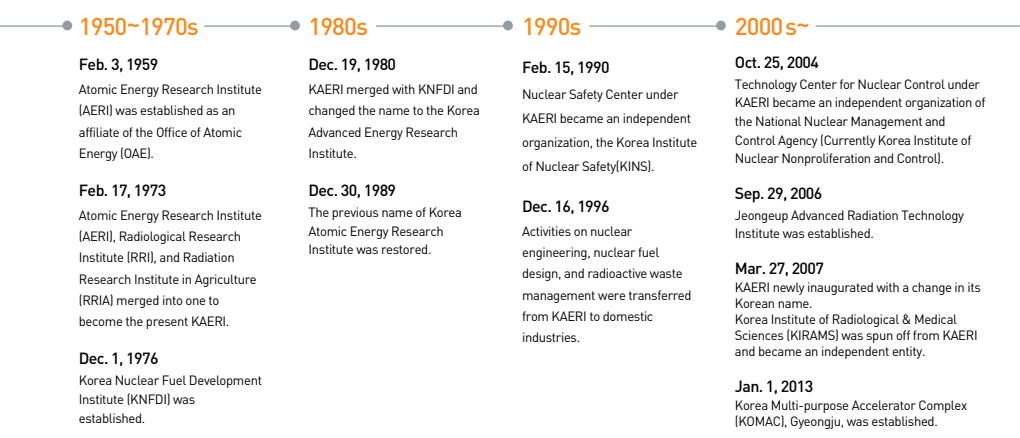 1950~1970s
Feb. 3, 1959
Atomic Energy Research Institute
(AERI) was established as an
affiliate of the Office of Atomic
Energy (OAE).
Feb. 17, 1973
Atomic Energy Research Institute
(AERI), Radiological Research
Institute (RRI), and Radiation
Research Institute in Agriculture
(RRIA) merged into one to
become the present KAERI.
Dec. 1, 1976
Korea Nuclear Fuel Development
Institute (KNFDI) was
established.
1980s
Dec. 19, 1980
KAERI merged with KNFDI and
changed the name to the Korea
Advanced Energy Research
Institute.
Dec. 30, 1989
The previous name of Korea
Atomic Energy Research
Institute was restored.
1990s
Feb. 15, 1990
Nuclear Safety Center under
KAERI became an independent
organization, the Korea Institute
of Nuclear Safety(KINS).
Dec. 16, 1996
Activities on nuclear
engineering, nuclear fuel
design, and radioactive waste
management were transferred
from KAERI to domestic
industries.
2000s~
Oct. 25, 2004
Technology Center for Nuclear Control under
KAERI became an independent organization of
the National Nuclear Management and
Control Agency (Currently Korea Institute of
Nuclear Nonproliferation and Control).
Sep. 29, 2006
Jeongeup Advanced Radiation Technology
Institute was established.
Mar. 27, 2007
KAERI newly inaugurated with a change in its
Korean name.
Korea Institute of Radiological & Medical
Sciences (KIRAMS) was spun off from KAERI
and became an independent entity.
Jan. 1, 2013
Korea Multi-purpose Accelerator Complex
(KOMAC), Gyeongju, was established.